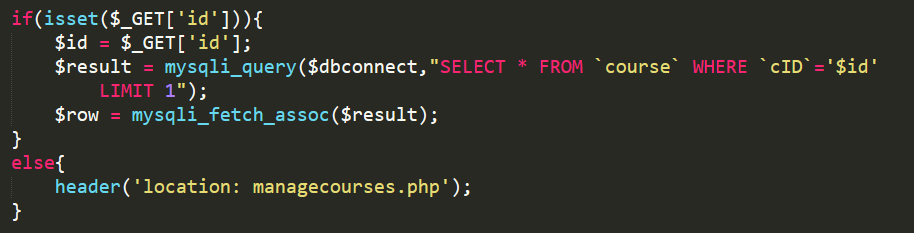 if(isset($_GET['id'])){
    $id = $_GET['id'];
    $result = mysqli_query($dbconnect,"SELECT * FROM `course` WHERE `cID`='$id'
        LIMIT 1");
    $row = mysqli_fetch_assoc($result);
}
else{
    header('location: managecourses.php');
}